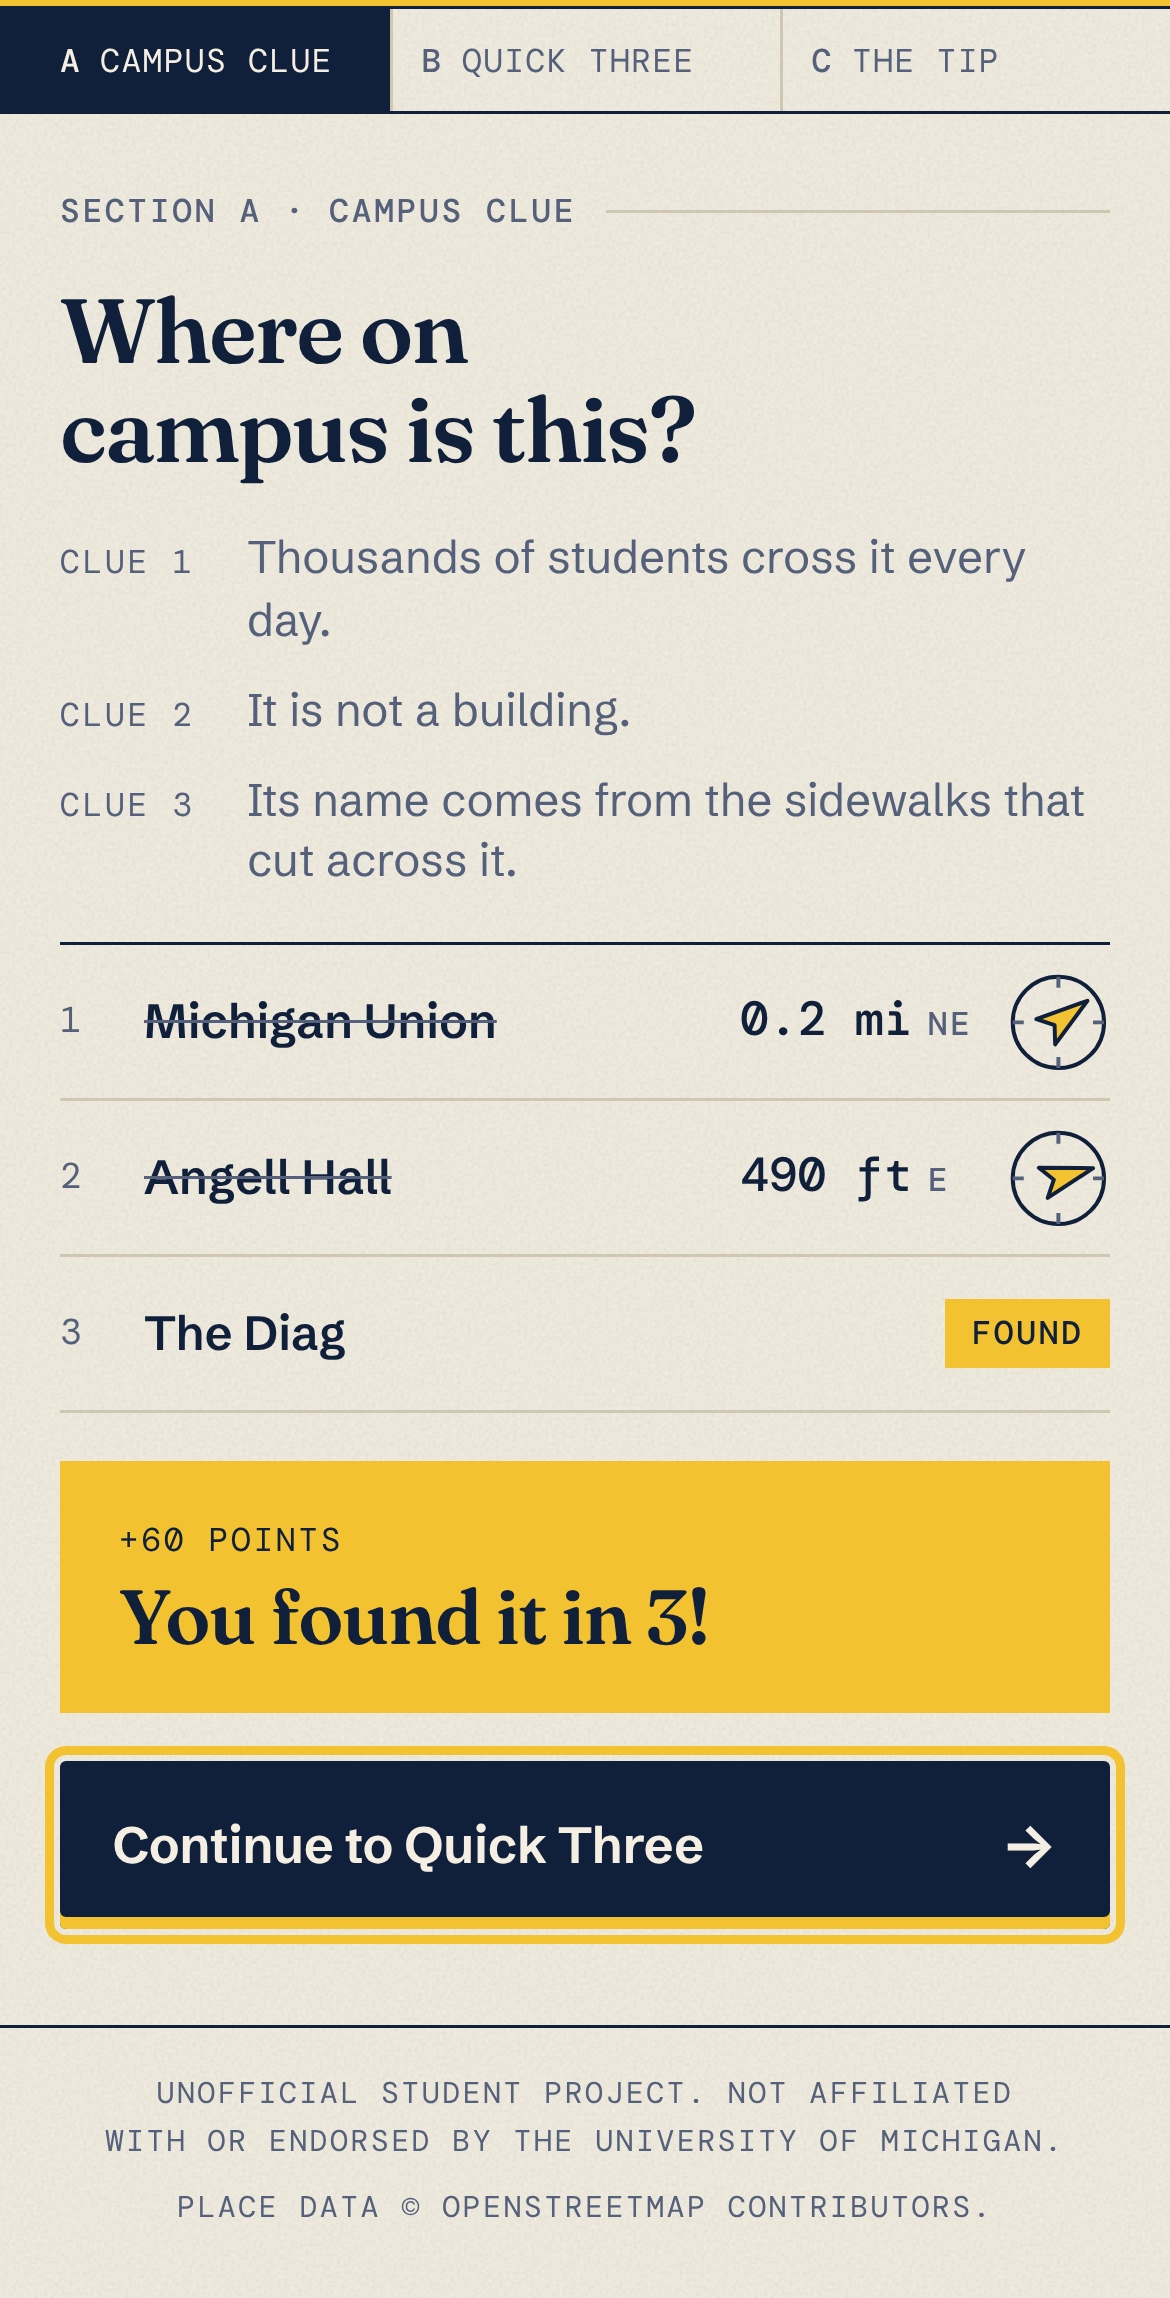 A CAMPUS CLUE
B QUICK THREE
C THE TIP
SECTION A · CAMPUS CLUE
Where on
campus is this?
CLUE 1 Thousands of students cross it every
day.
CLUE 2 It is not a building.
CLUE 3 Its name comes from the sidewalks that
cut across it.
1 Michigan Union 0.2 mi NE
2 Angell Hall 490 ft E
3 The Diag FOUND
+60 POINTS
You found it in 3!
Continue to Quick Three →
UNOFFICIAL STUDENT PROJECT. NOT AFFILIATED
WITH OR ENDORSED BY THE UNIVERSITY OF MICHIGAN.
PLACE DATA © OPENSTREETMAP CONTRIBUTORS.